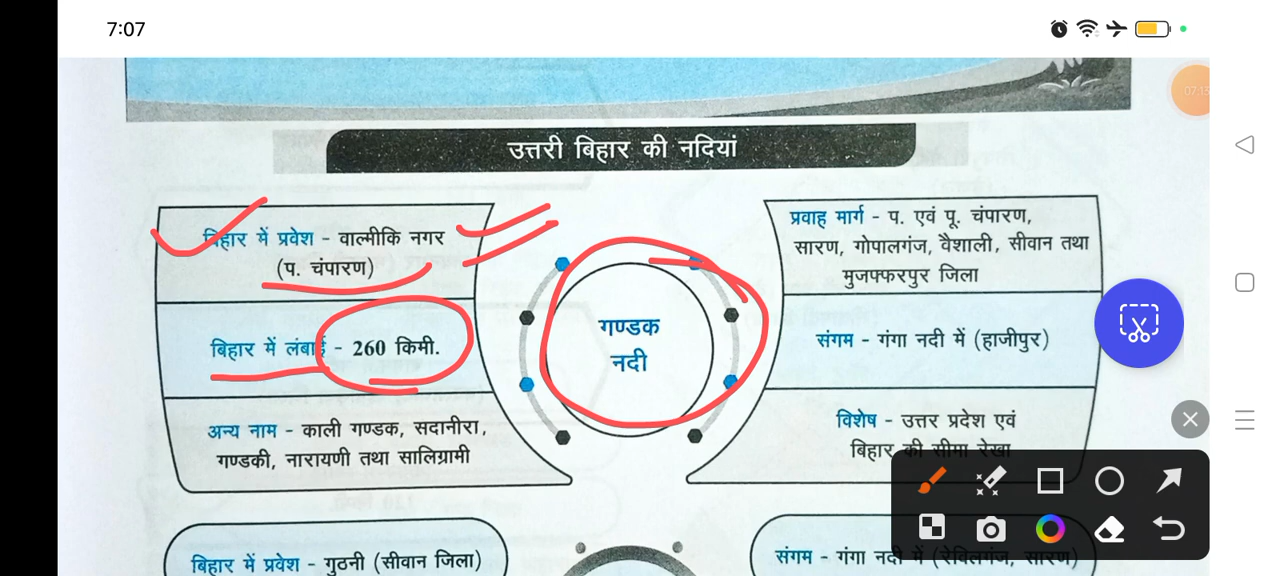 7:07
07:13
उत्तरी बिहार की नदियां
बिहार में प्रवेश - वाल्मीकि नगर
(प. चंपारण)
बिहार में लंबाई - 260 किमी.
अन्य नाम - काली गण्डक, सदानीरा,
गण्डकी, नारायणी तथा सालिग्रामी
गण्डक
नदी
प्रवाह मार्ग - प. एवं पू. चंपारण,
सारण, गोपालगंज, वैशाली, सीवान तथा
मुजफ्फरपुर जिला
संगम - गंगा नदी में (हाजीपुर)
विशेष - उत्तर प्रदेश एवं
बिहार की सीमा रेखा
बिहार में प्रवेश - गुठनी (सीवान जिला)
संगम - गंगा नदी में (रेविलगंज, सारण)